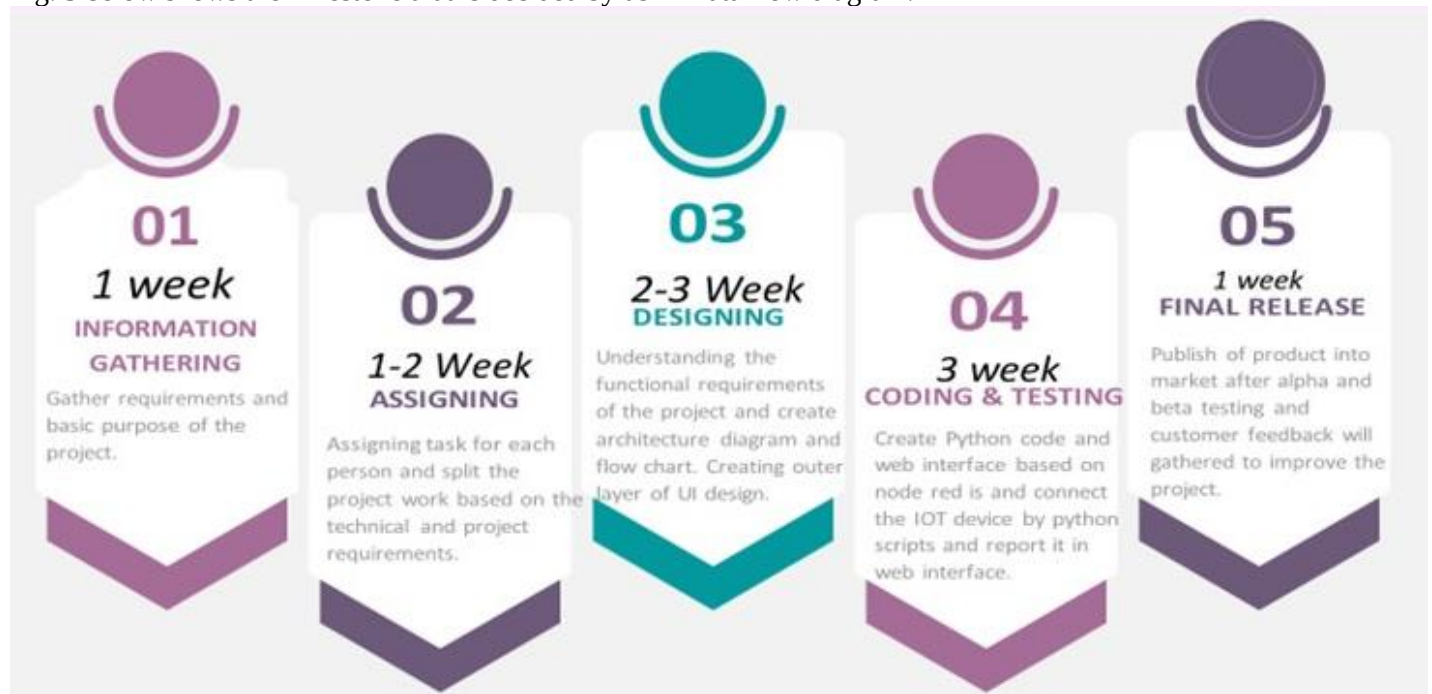 01
1 week
INFORMATION
GATHERING
Gather requirements and
basic purpose of the
project.
02
1-2 Week
ASSIGNING
Assigning task for each
person and split the
project work based on the
technical and project
requirements.
03
2-3 Week
DESIGNING
Understanding the
functional requirements
of the project and create
architecture diagram and
flow chart. Creating outer
layer of UI design.
04
3 week
CODING & TESTING
Create Python code and
web interface based on
node red is and connect
the IOT device by python
scripts and report it in
web interface.
05
1 week
FINAL RELEASE
Publish of product into
market after alpha and
beta testing and
customer feedback will
gathered to improve the
project.